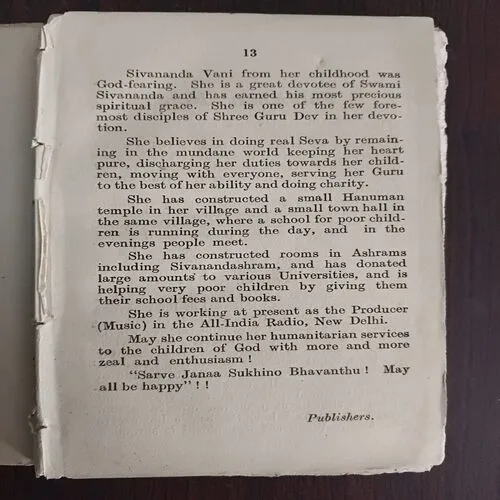 13
Sivananda Vani from her childhood was
God-fearing. She is a great devotee of Swami
Sivananda and has earned his most precious
spiritual grace. She is one of the few fore-
most disciples of Shree Guru Dev in her devo-
tion.
She believes in doing real Seva by remain-
ing in the mundane world keeping her heart
pure, discharging her duties towards her child-
ren, moving with everyone, serving her Guru
to the best of her ability and doing charity.
She has constructed a small Hanuman
temple in her village and a small town hall in
the same village, where a school for poor child-
ren is running during the day, and in the
evenings people meet.
She has constructed rooms in Ashrams
including Sivanandashram, and has donated
large amounts to various Universities, and is
helping very poor children by giving them
their school fees and books.
She is working at present as the Producer
(Music) in the All-India Radio, New Delhi.
May she continue her humanitarian services
to the children of God with more and more
zeal and enthusiasm !
"Sarve Janaa Sukhino Bhavanthu ! May
all be happy" ! !
Publishers.